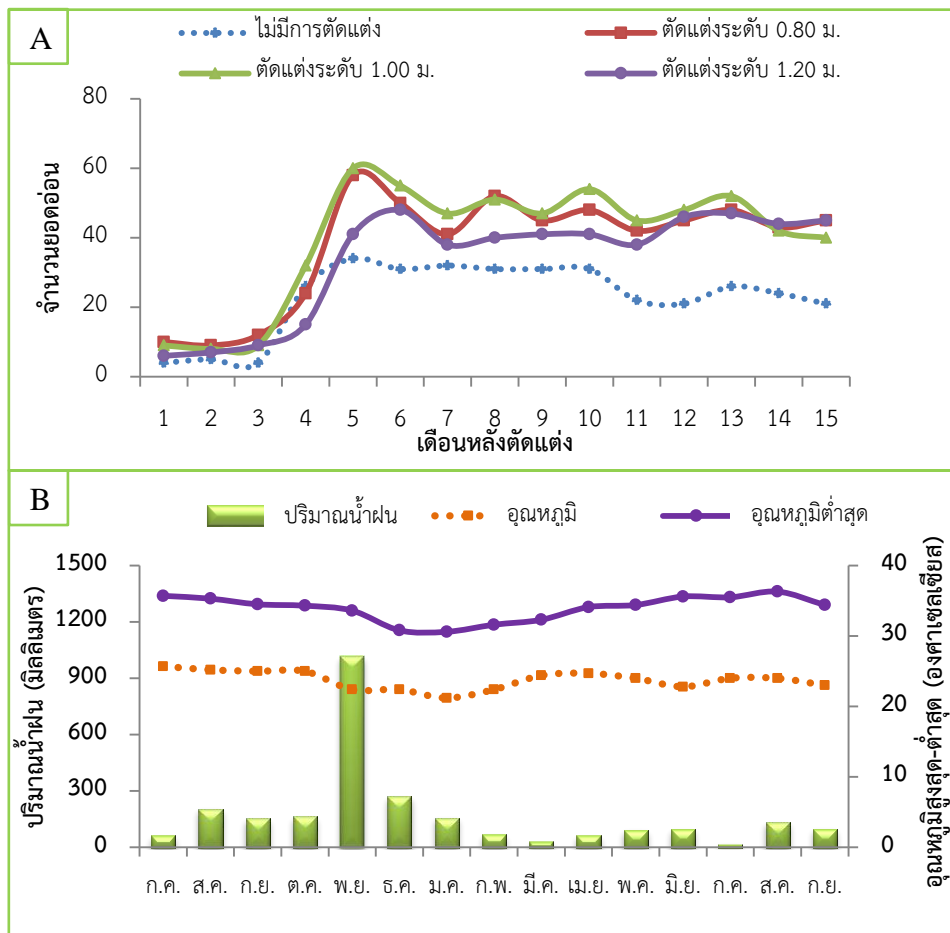 A
ไม่มีการตัดแต่ง
ตัดแต่งระดับ 0.80 ม.
ตัดแต่งระดับ 1.00 ม.
ตัดแต่งระดับ 1.20 ม.
จำนวนยอดอ่อน
80
60
40
20
0
1 2 3 4 5 6 7 8 9 10 11 12 13 14 15
เดือนหลังตัดแต่ง
B
ปริมาณน้ำฝน
อุณหภูมิ
อุณหภูมิต่ำสุด
ปริมาณน้ำฝน (มิลลิเมตร)
1500
1200
900
600
300
0
40
30
20
10
0
อุณหภูมิสูงสุด-ต่ำสุด (องศาเซลเซียส)
ก.ค. ส.ค. ก.ย. ต.ค. พ.ย. ธ.ค. ม.ค. ก.พ. มี.ค. เม.ย. พ.ค. มิ.ย. ก.ค. ส.ค. ก.ย.